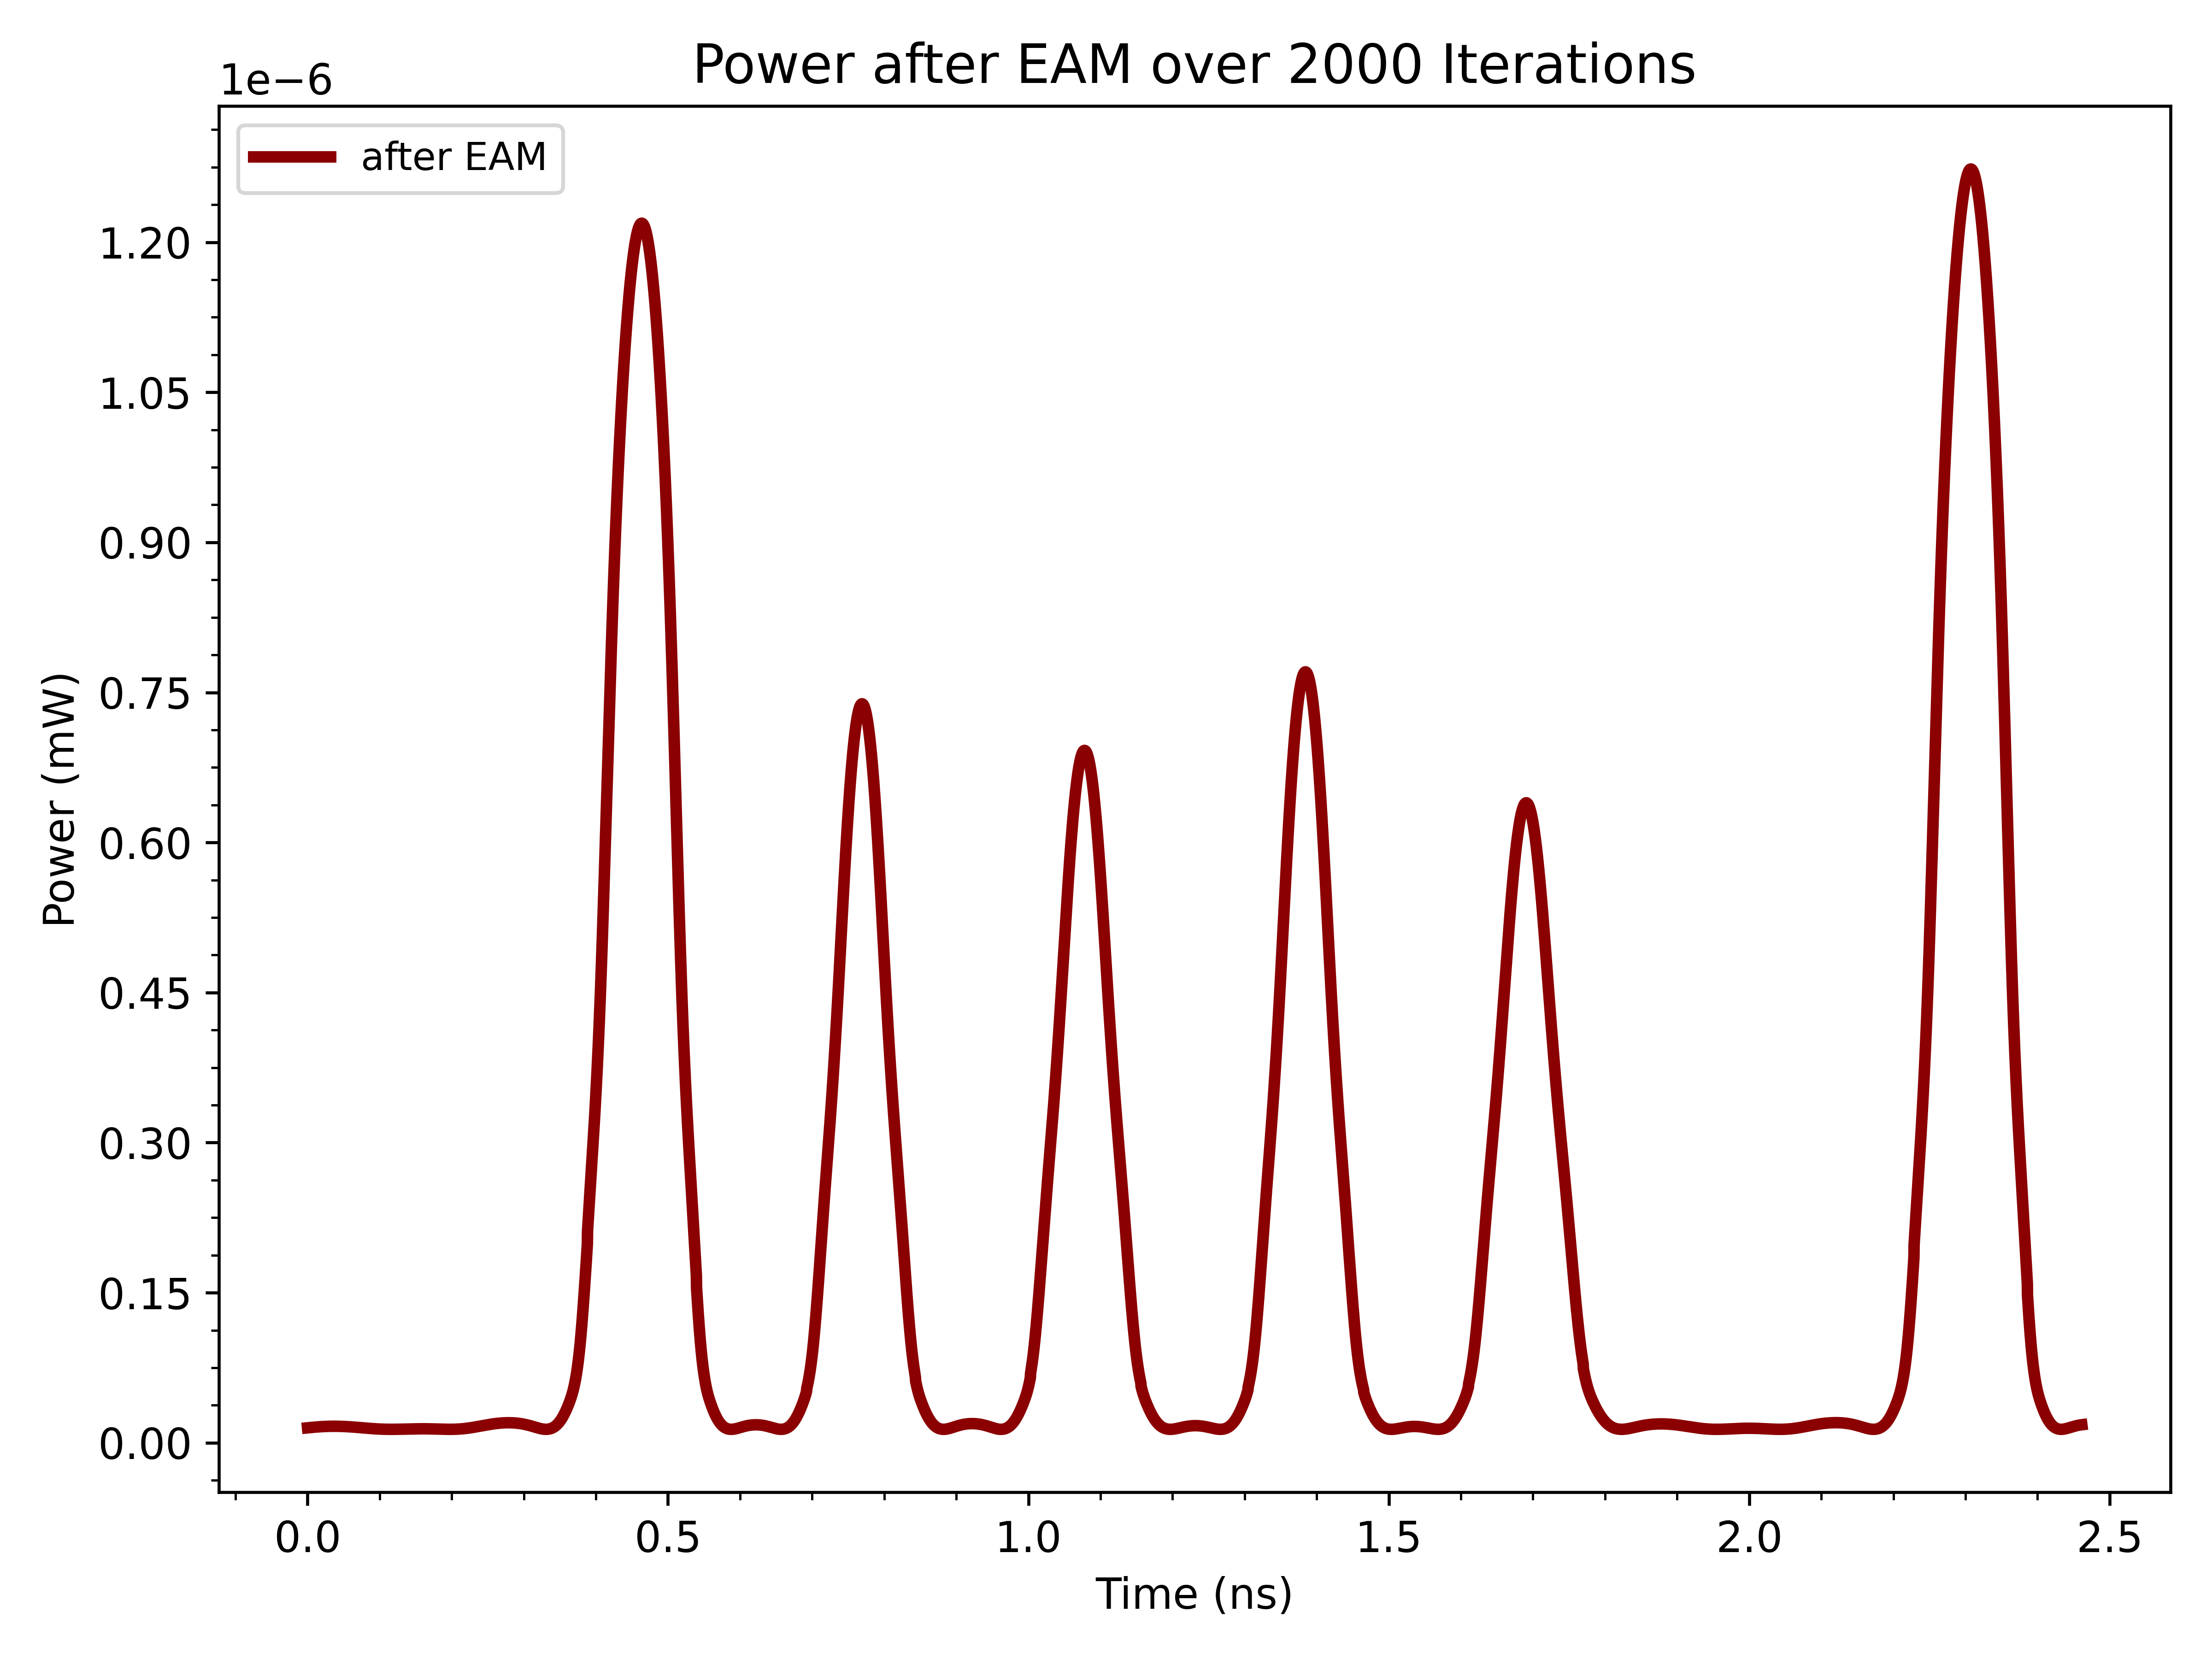 Power after EAM over 2000 Iterations
1e−6
after EAM
1.20
1.05
0.90
0.75
0.60
0.45
0.30
0.15
0.00
Power (mW)
0.0 0.5 1.0 1.5 2.0 2.5
Time (ns)